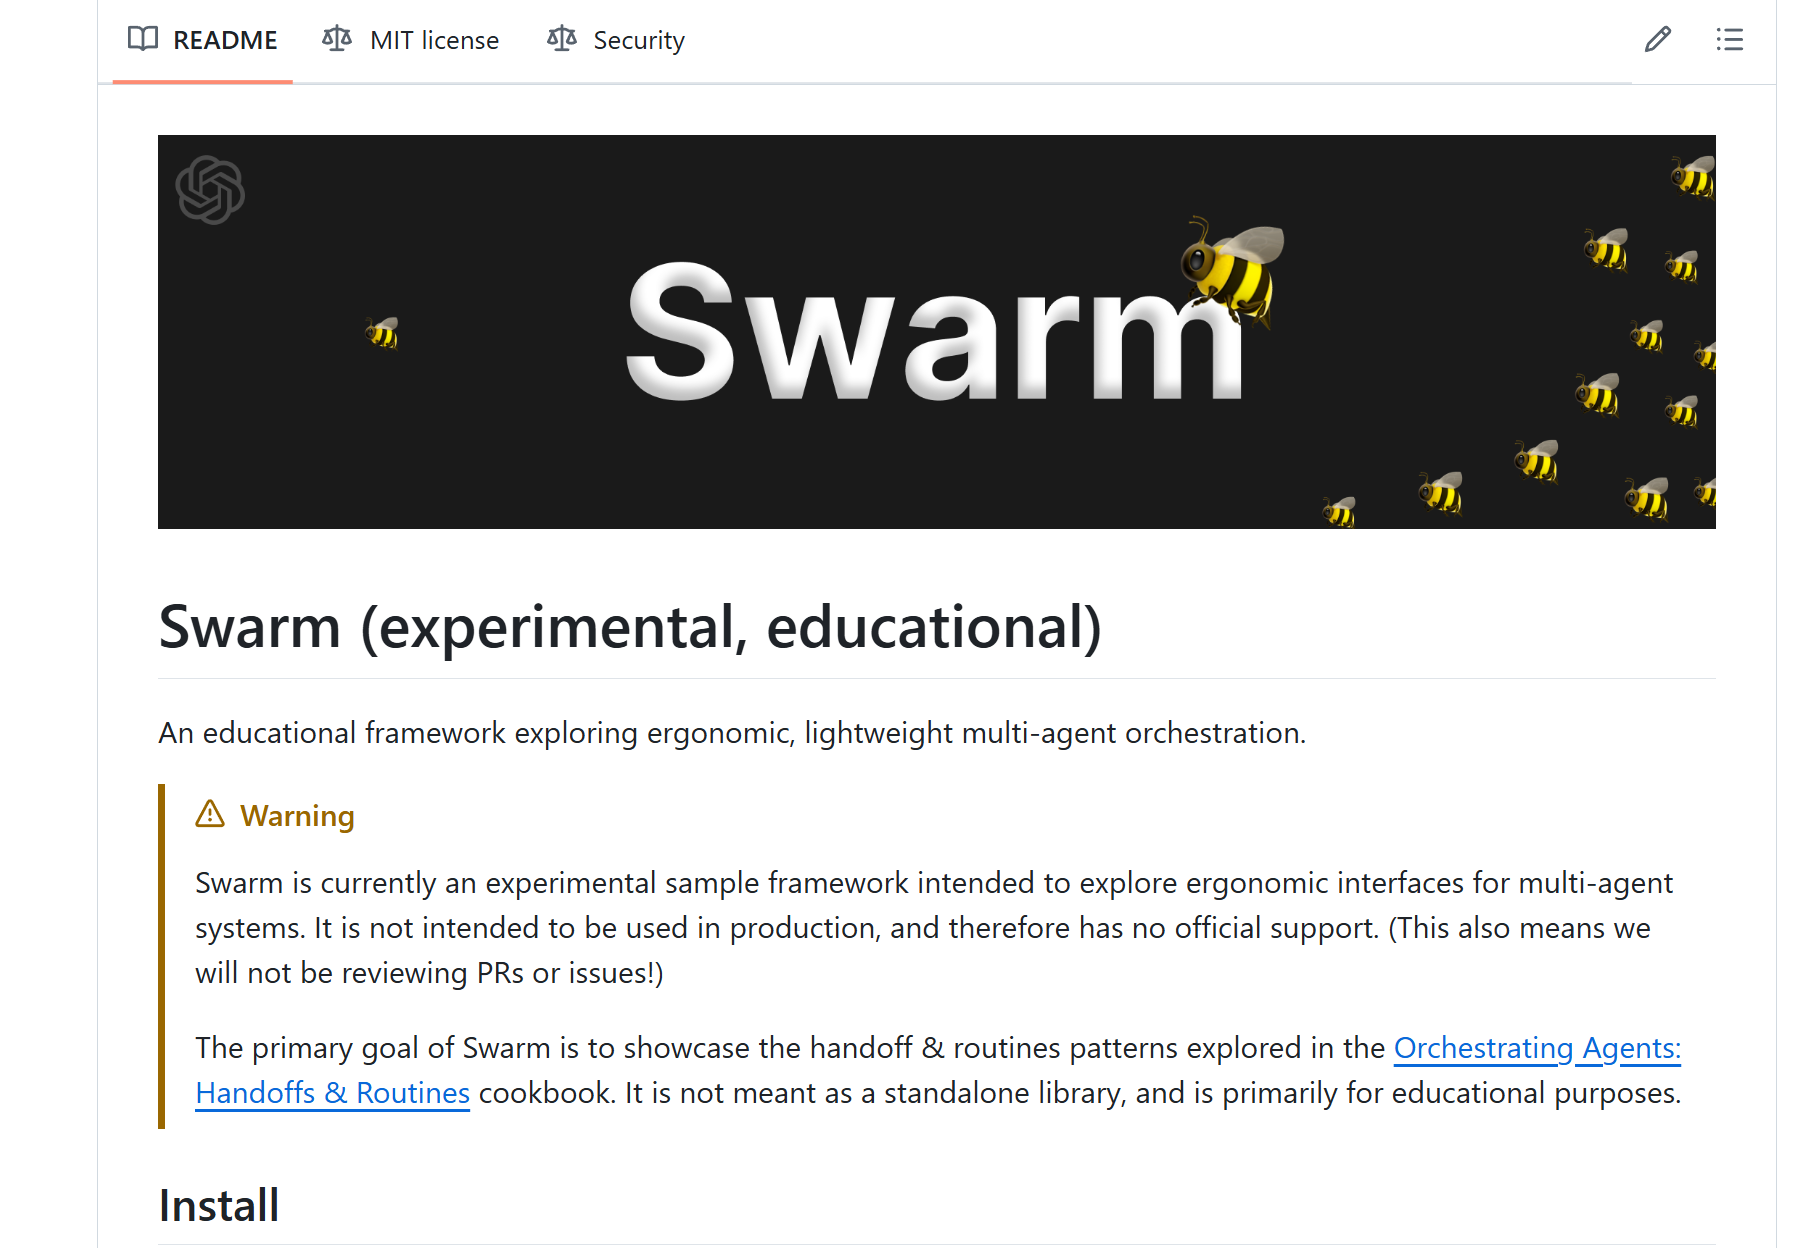 README
MIT license
Security
Swarm
Swarm (experimental, educational)
An educational framework exploring ergonomic, lightweight multi-agent orchestration.
Warning
Swarm is currently an experimental sample framework intended to explore ergonomic interfaces for multi-agent
systems. It is not intended to be used in production, and therefore has no official support. (This also means we
will not be reviewing PRs or issues!)
The primary goal of Swarm is to showcase the handoff & routines patterns explored in the Orchestrating Agents:
Handoffs & Routines cookbook. It is not meant as a standalone library, and is primarily for educational purposes.
Install